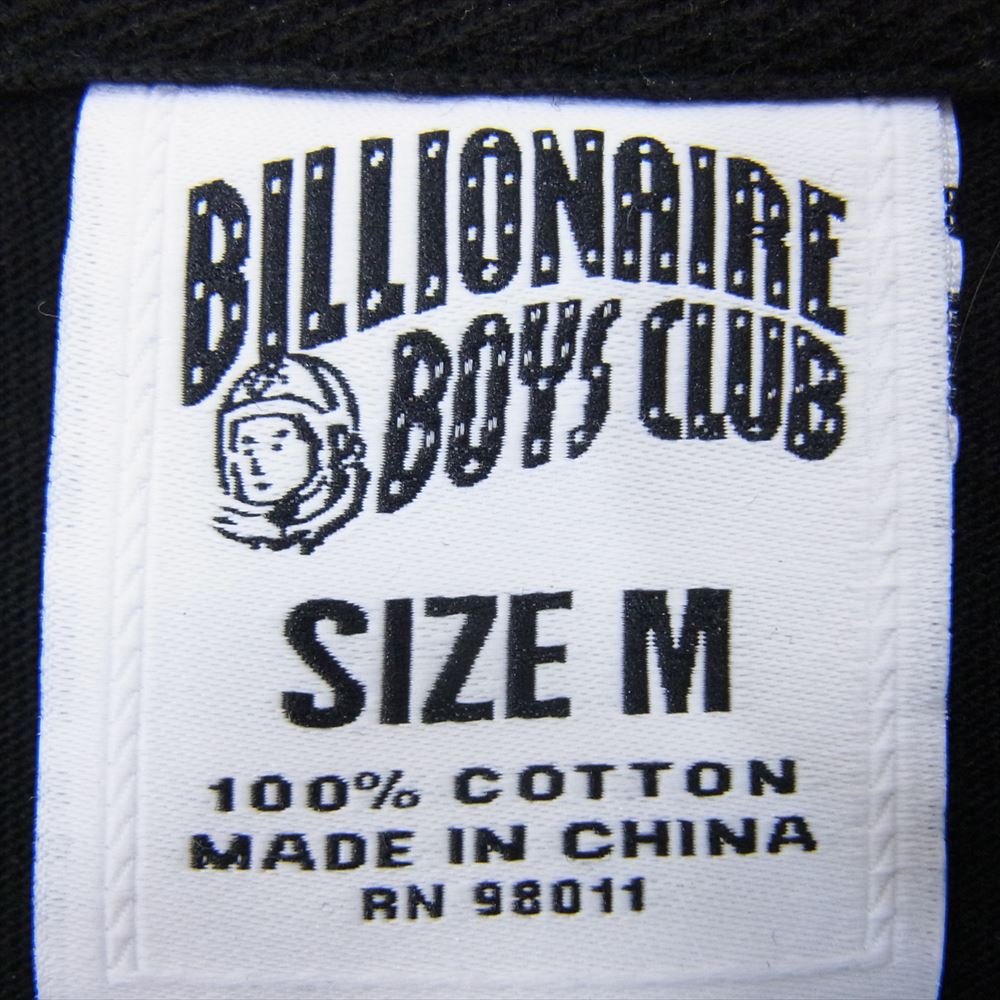 BILLIONAIRE
BOYS CLUB
SIZE M
100% COTTON
MADE IN CHINA
RN 98011